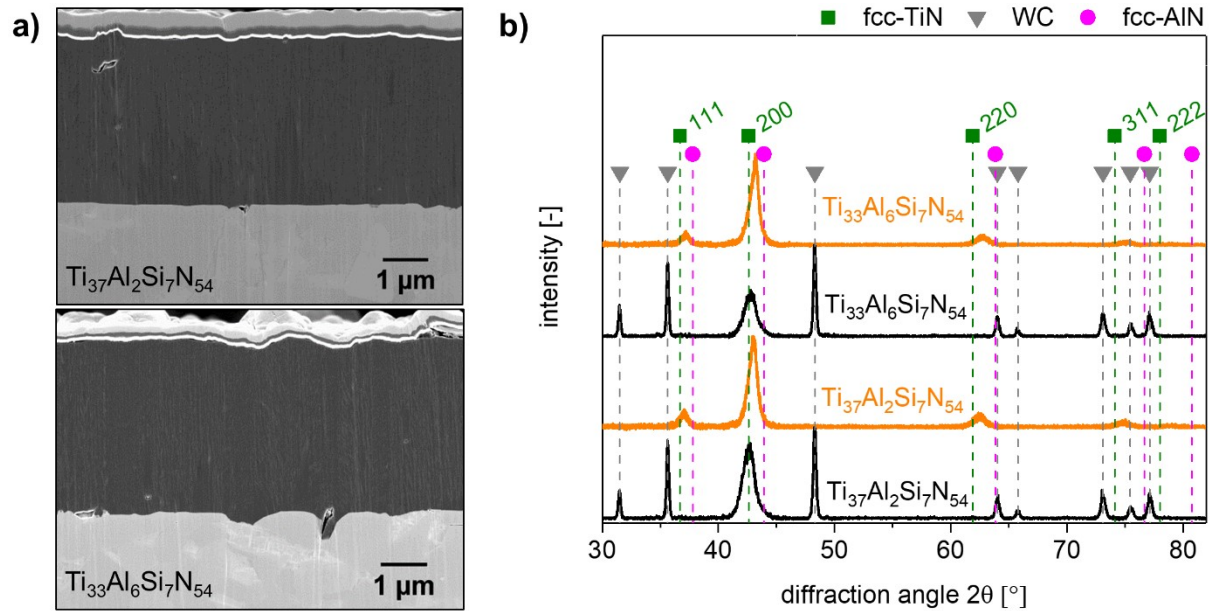 a)
1 µm
Ti₃₇Al₂Si₇N₅₄
1 µm
Ti₃₃Al₆Si₇N₅₄
b)
fcc-TiN WC fcc-AlN
111 200 220 311 222
Ti₃₃Al₆Si₇N₅₄
Ti₃₃Al₆Si₇N₅₄
Ti₃₇Al₂Si₇N₅₄
Ti₃₇Al₂Si₇N₅₄
intensity [-]
30 40 50 60 70 80
diffraction angle 2θ [°]